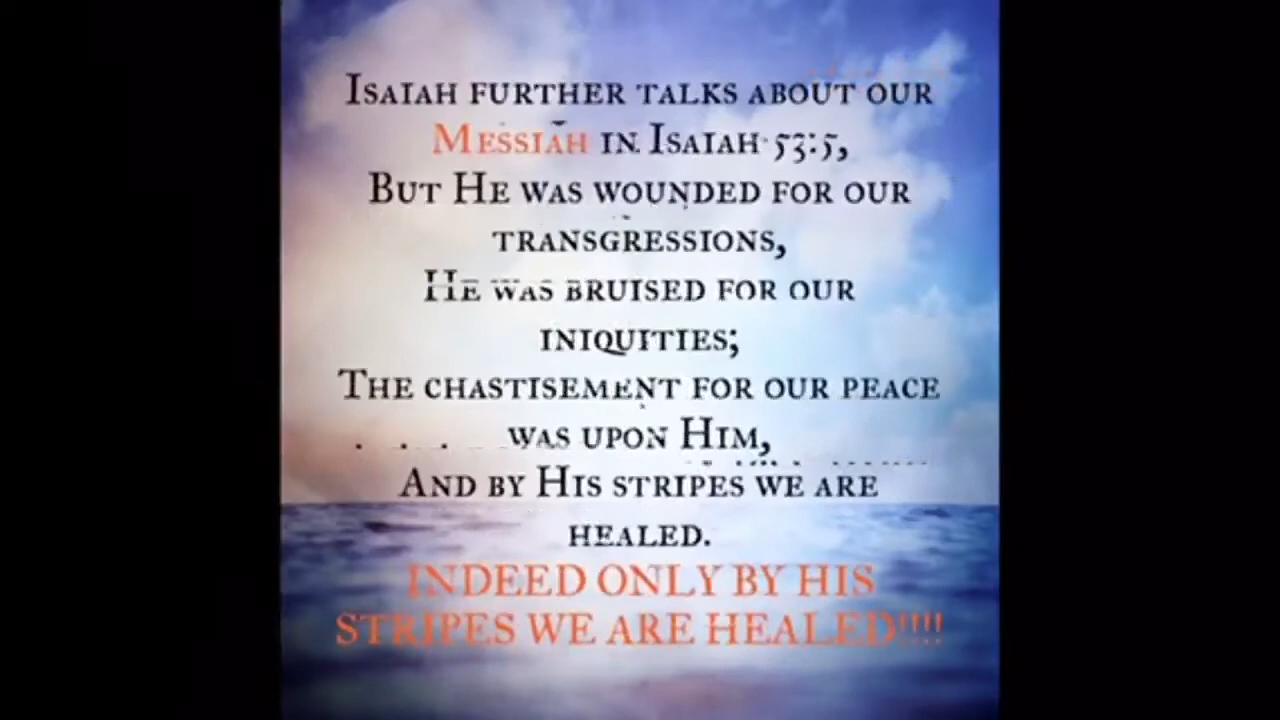 Isaiah further talks about our
Messiah in Isaiah 53:5,
But He was wounded for our
transgressions,
He was bruised for our
iniquities;
The chastisement for our peace
was upon Him,
And by His stripes we are
healed.
INDEED ONLY BY HIS
STRIPES WE ARE HEALED!!!!